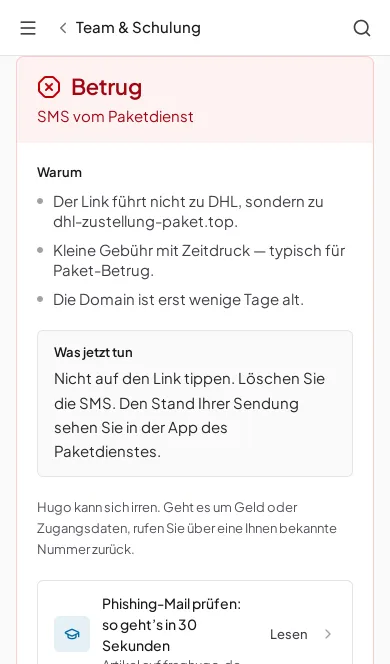 Team & Schulung
Betrug
SMS vom Paketdienst
Warum
Der Link führt nicht zu DHL, sondern zu
dhl-zustellung-paket.top.
Kleine Gebühr mit Zeitdruck — typisch für
Paket-Betrug.
Die Domain ist erst wenige Tage alt.
Was jetzt tun
Nicht auf den Link tippen. Löschen Sie
die SMS. Den Stand Ihrer Sendung
sehen Sie in der App des
Paketdienstes.
Hugo kann sich irren. Geht es um Geld oder
Zugangsdaten, rufen Sie über eine Ihnen bekannte
Nummer zurück.
Phishing-Mail prüfen:
so geht's in 30
Sekunden
Lesen